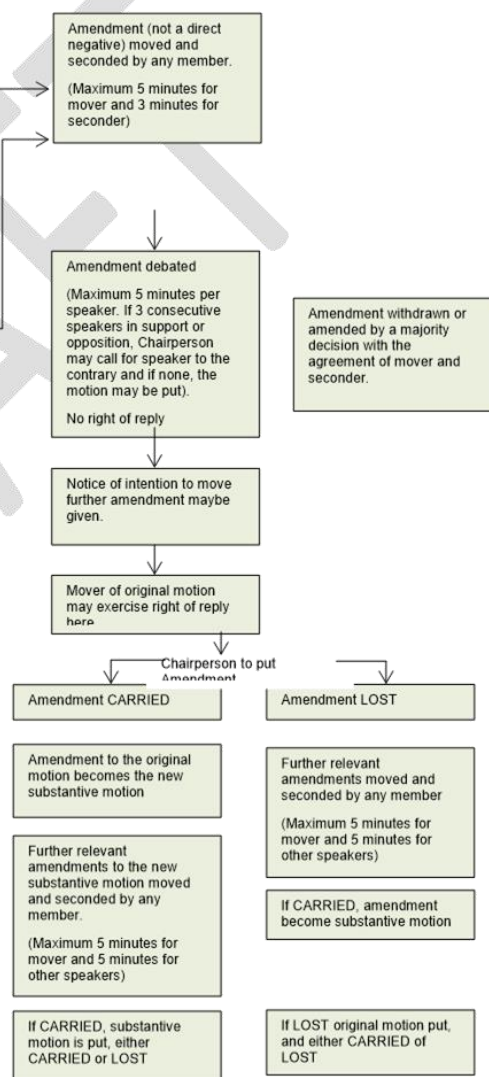 Amendment (not a direct
negative) moved and
seconded by any member.
(Maximum 5 minutes for
mover and 3 minutes for
seconder)
Amendment debated
(Maximum 5 minutes per
speaker. If 3 consecutive
speakers in support or
opposition, Chairperson
may call for speaker to the
contrary and if none, the
motion may be put).
No right of reply
Amendment withdrawn or
amended by a majority
decision with the
agreement of mover and
seconder.
Notice of intention to move
further amendment maybe
given.
Mover of original motion
may exercise right of reply
here
Chairperson to put
Amendment
Amendment CARRIED
Amendment to the original
motion becomes the new
substantive motion
Further relevant
amendments to the new
substantive motion moved
and seconded by any
member.
(Maximum 5 minutes for
mover and 5 minutes for
other speakers)
If CARRIED, substantive
motion is put, either
CARRIED or LOST
Amendment LOST
Further relevant
amendments moved and
seconded by any member
(Maximum 5 minutes for
mover and 5 minutes for
other speakers)
If CARRIED, amendment
become substantive motion
If LOST original motion put,
and either CARRIED of
LOST